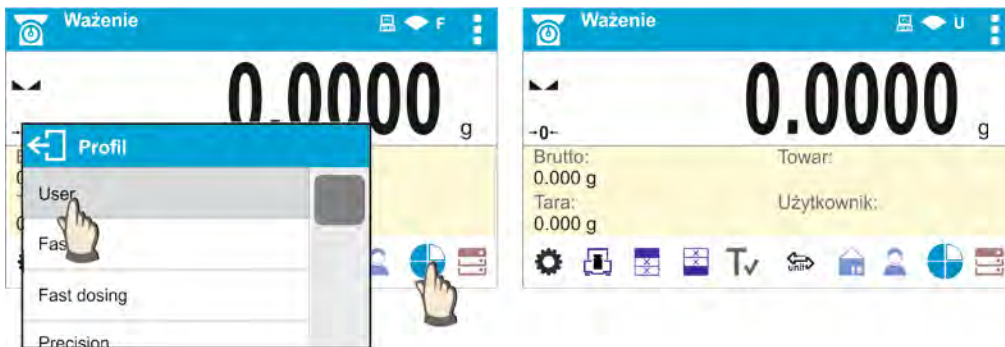 Ważenie F
0.0000 g
Profil
User
Fast dosing
Precision
Ważenie U
0.0000 g
→0←
Brutto: Towar:
0.000 g
Tara: Użytkownik:
0.000 g
T unit